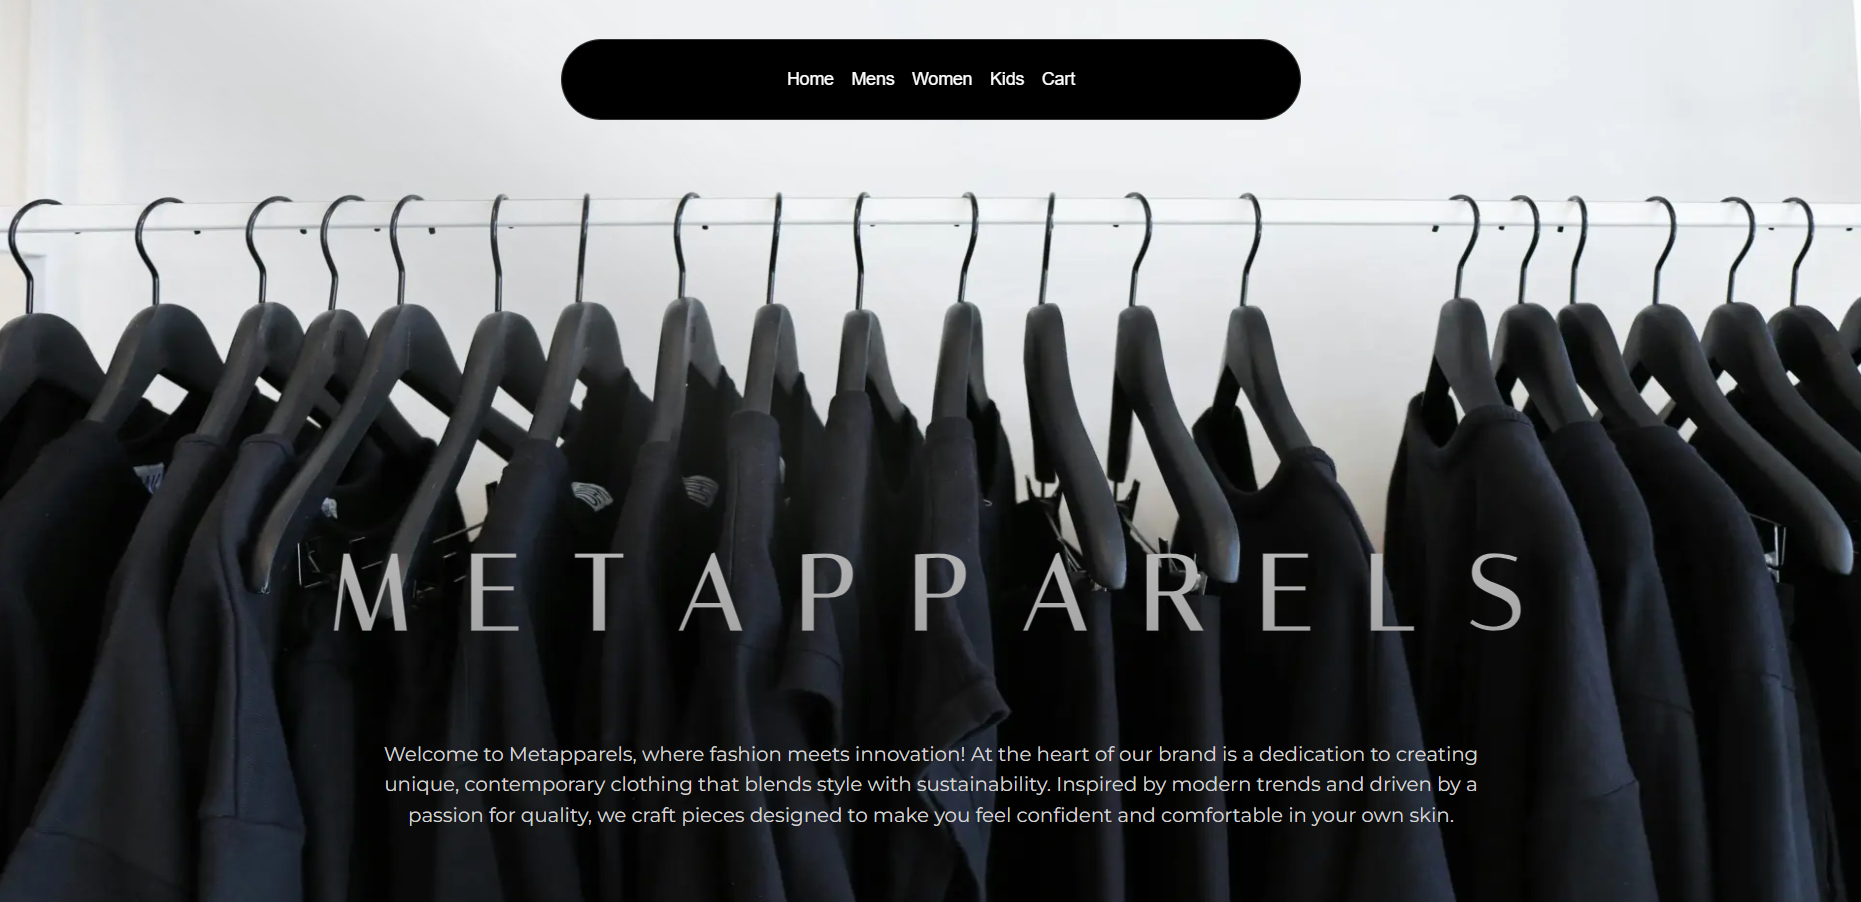 Home Mens Women Kids Cart
METAPPARELS
Welcome to Metapparels, where fashion meets innovation! At the heart of our brand is a dedication to creating
unique, contemporary clothing that blends style with sustainability. Inspired by modern trends and driven by a
passion for quality, we craft pieces designed to make you feel confident and comfortable in your own skin.